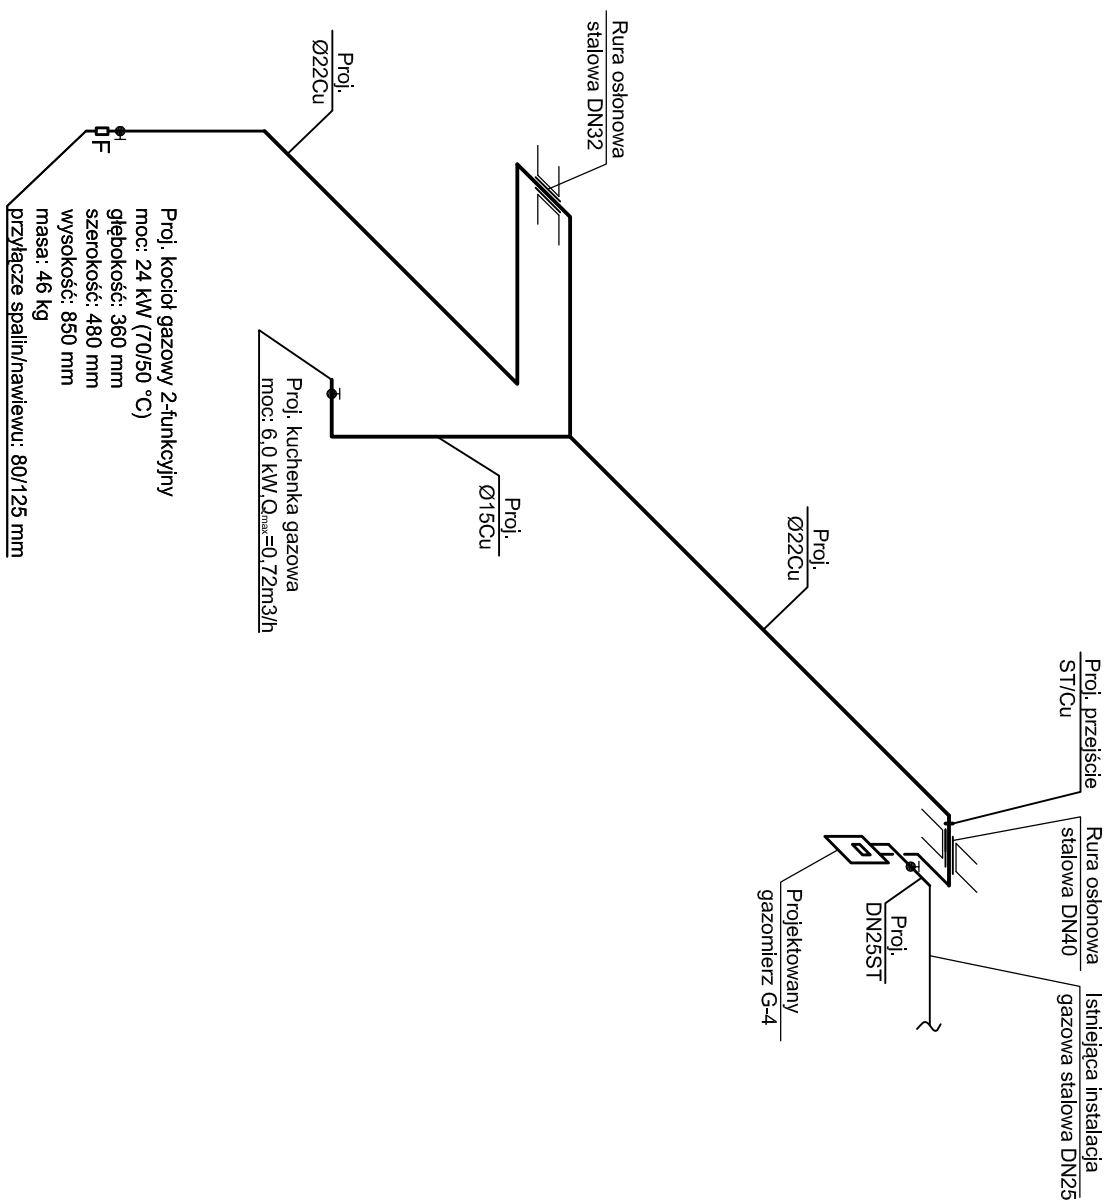 Istniejąca instalacja
gazowa stalowa DN25
Rura osłonowa
stalowa DN40
Proj. przejście
ST/Cu
Proj.
DN25ST
Projektowany
gazomierz G-4
Proj.
Ø22Cu
Rura osłonowa
stalowa DN32
Proj.
Ø15Cu
Proj.
Ø22Cu
Proj. kuchenka gazowa
moc: 6,0 kW,Qmax=0,72m3/h
F
Proj. kocioł gazowy 2-funkcyjny
moc: 24 kW (70/50 °C)
głębokość: 360 mm
szerokość: 480 mm
wysokość: 850 mm
masa: 46 kg
przyłącze spalin/nawiewu: 80/125 mm